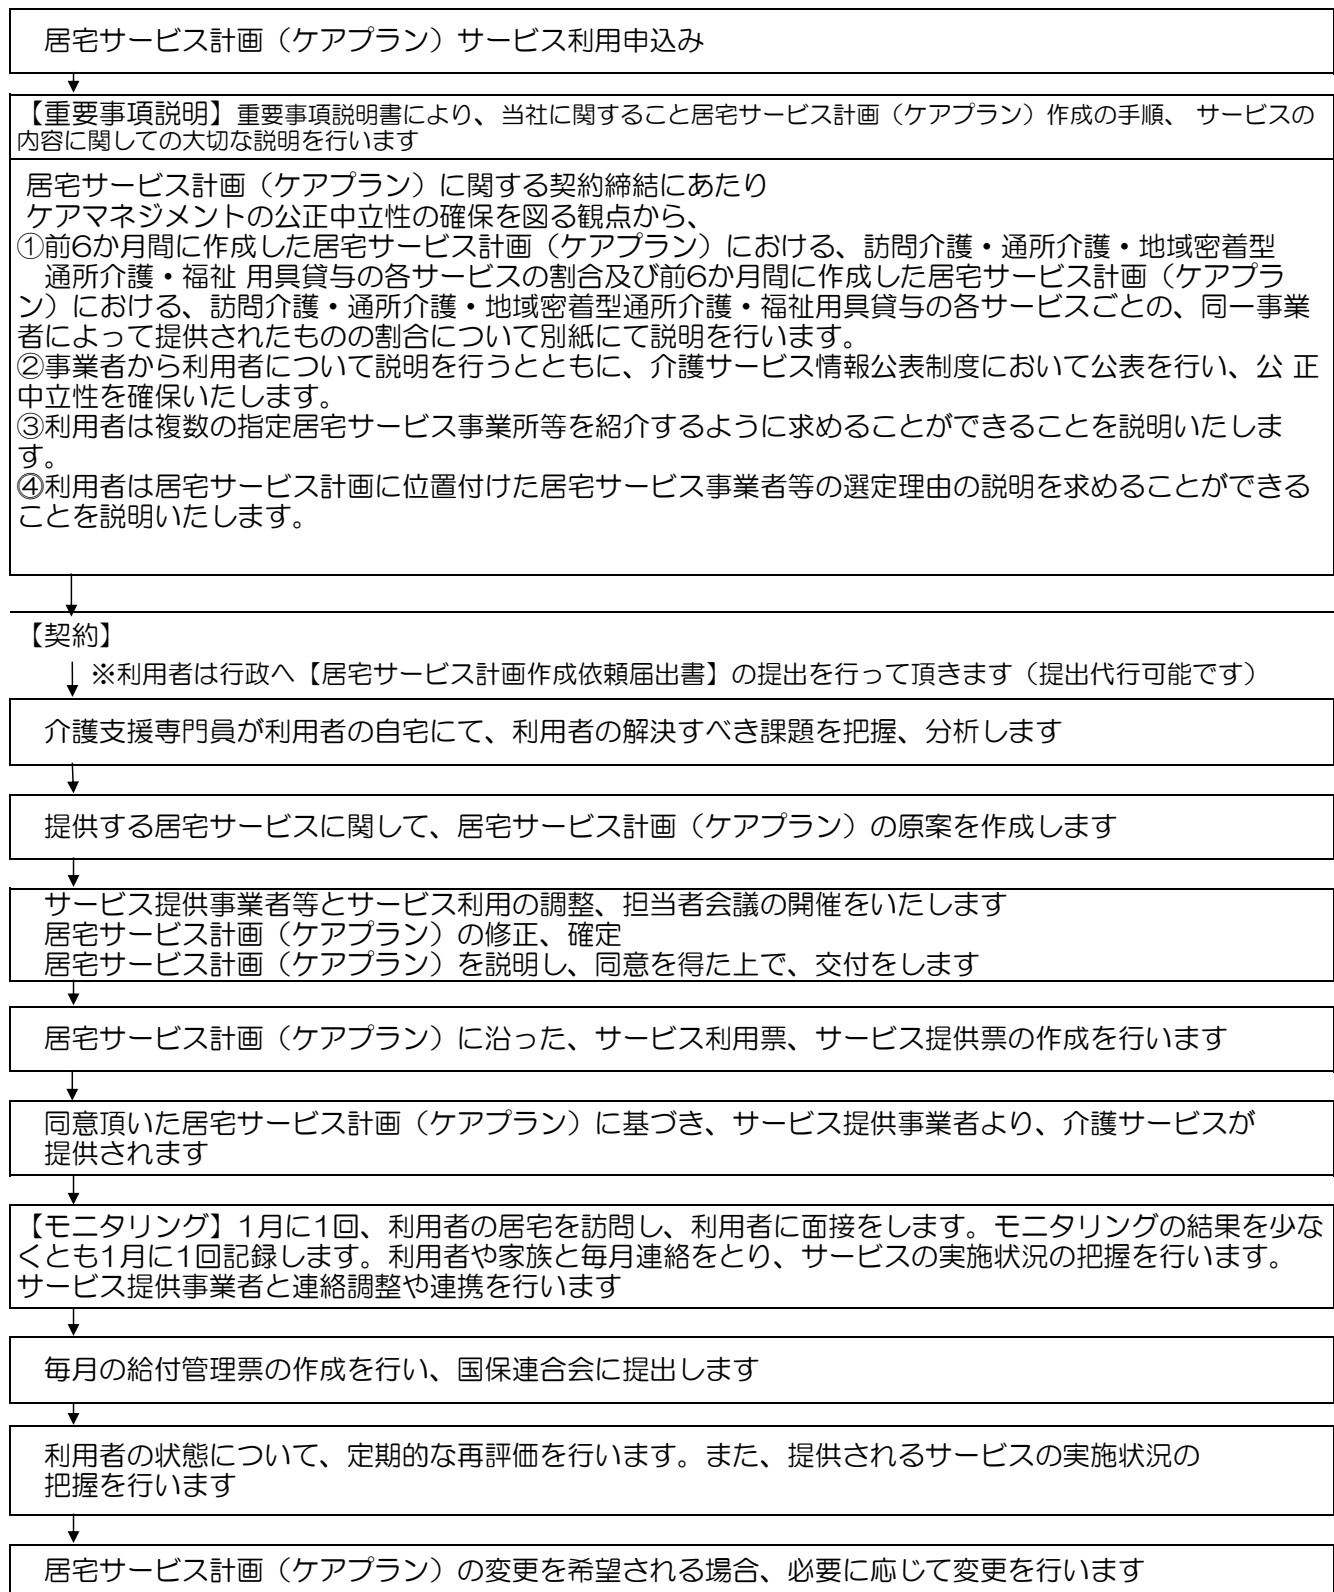 居宅サービス計画（ケアプラン）サービス利用申込み
【重要事項説明】重要事項説明書により、当社に関すること居宅サービス計画（ケアプラン）作成の手順、 サービスの
内容に関しての大切な説明を行います
居宅サービス計画（ケアプラン）に関する契約締結にあたり
ケアマネジメントの公正中立性の確保を図る観点から、
①前6か月間に作成した居宅サービス計画（ケアプラン）における、訪問介護・通所介護・地域密着型
通所介護・福祉 用具貸与の各サービスの割合及び前6か月間に作成した居宅サービス計画（ケアプラ
ン）における、訪問介護・通所介護・地域密着型通所介護・福祉用具貸与の各サービスごとの、同一事業
者によって提供されたものの割合について別紙にて説明を行います。
②事業者から利用者について説明を行うとともに、介護サービス情報公表制度において公表を行い、公 正
中立性を確保いたします。
③利用者は複数の指定居宅サービス事業所等を紹介するように求めることができることを説明いたしま
す。
④利用者は居宅サービス計画に位置付けた居宅サービス事業者等の選定理由の説明を求めることができる
ことを説明いたします。
【契約】
※利用者は行政へ【居宅サービス計画作成依頼届出書】の提出を行って頂きます（提出代行可能です）
介護支援専門員が利用者の自宅にて、利用者の解決すべき課題を把握、分析します
提供する居宅サービスに関して、居宅サービス計画（ケアプラン）の原案を作成します
サービス提供事業者等とサービス利用の調整、担当者会議の開催をいたします
居宅サービス計画（ケアプラン）の修正、確定
居宅サービス計画（ケアプラン）を説明し、同意を得た上で、交付をします
居宅サービス計画（ケアプラン）に沿った、サービス利用票、サービス提供票の作成を行います
同意頂いた居宅サービス計画（ケアプラン）に基づき、サービス提供事業者より、介護サービスが
提供されます
【モニタリング】1月に1回、利用者の居宅を訪問し、利用者に面接をします。モニタリングの結果を少な
くとも1月に1回記録します。利用者や家族と毎月連絡をとり、サービスの実施状況の把握を行います。
サービス提供事業者と連絡調整や連携を行います
毎月の給付管理票の作成を行い、国保連合会に提出します
利用者の状態について、定期的な再評価を行います。また、提供されるサービスの実施状況の
把握を行います
居宅サービス計画（ケアプラン）の変更を希望される場合、必要に応じて変更を行います